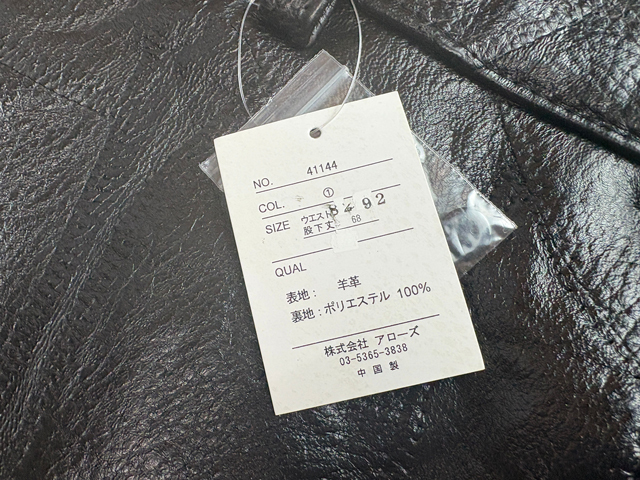 NO. 41144
COL. ①
SIZE ウエスト 92
股下丈 68
QUAL
表地： 羊革
裏地：ポリエステル 100%
株式会社 アローズ
03-5365-3838
中国製